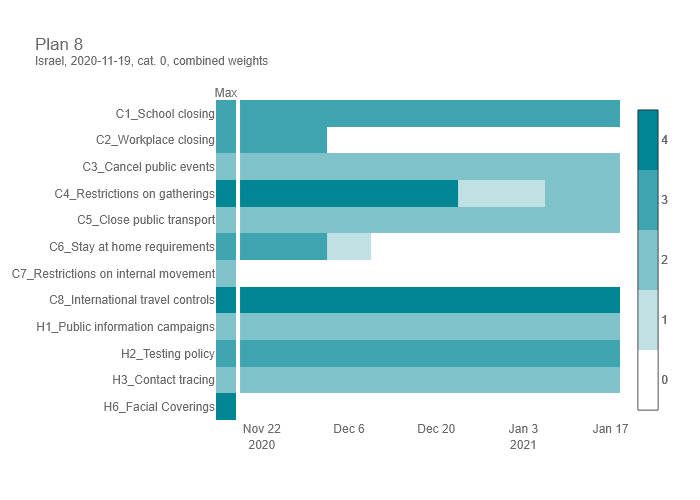 Plan 8
Israel, 2020-11-19, cat. 0, combined weights
Max
C1_School closing
C2_Workplace closing
C3_Cancel public events
C4_Restrictions on gatherings
C5_Close public transport
C6_Stay at home requirements
C7_Restrictions on internal movement
C8_International travel controls
H1_Public information campaigns
H2_Testing policy
H3_Contact tracing
H6_Facial Coverings
Nov 22 Dec 6 Dec 20 Jan 3 Jan 17
2020 2021
4
3
2
1
0